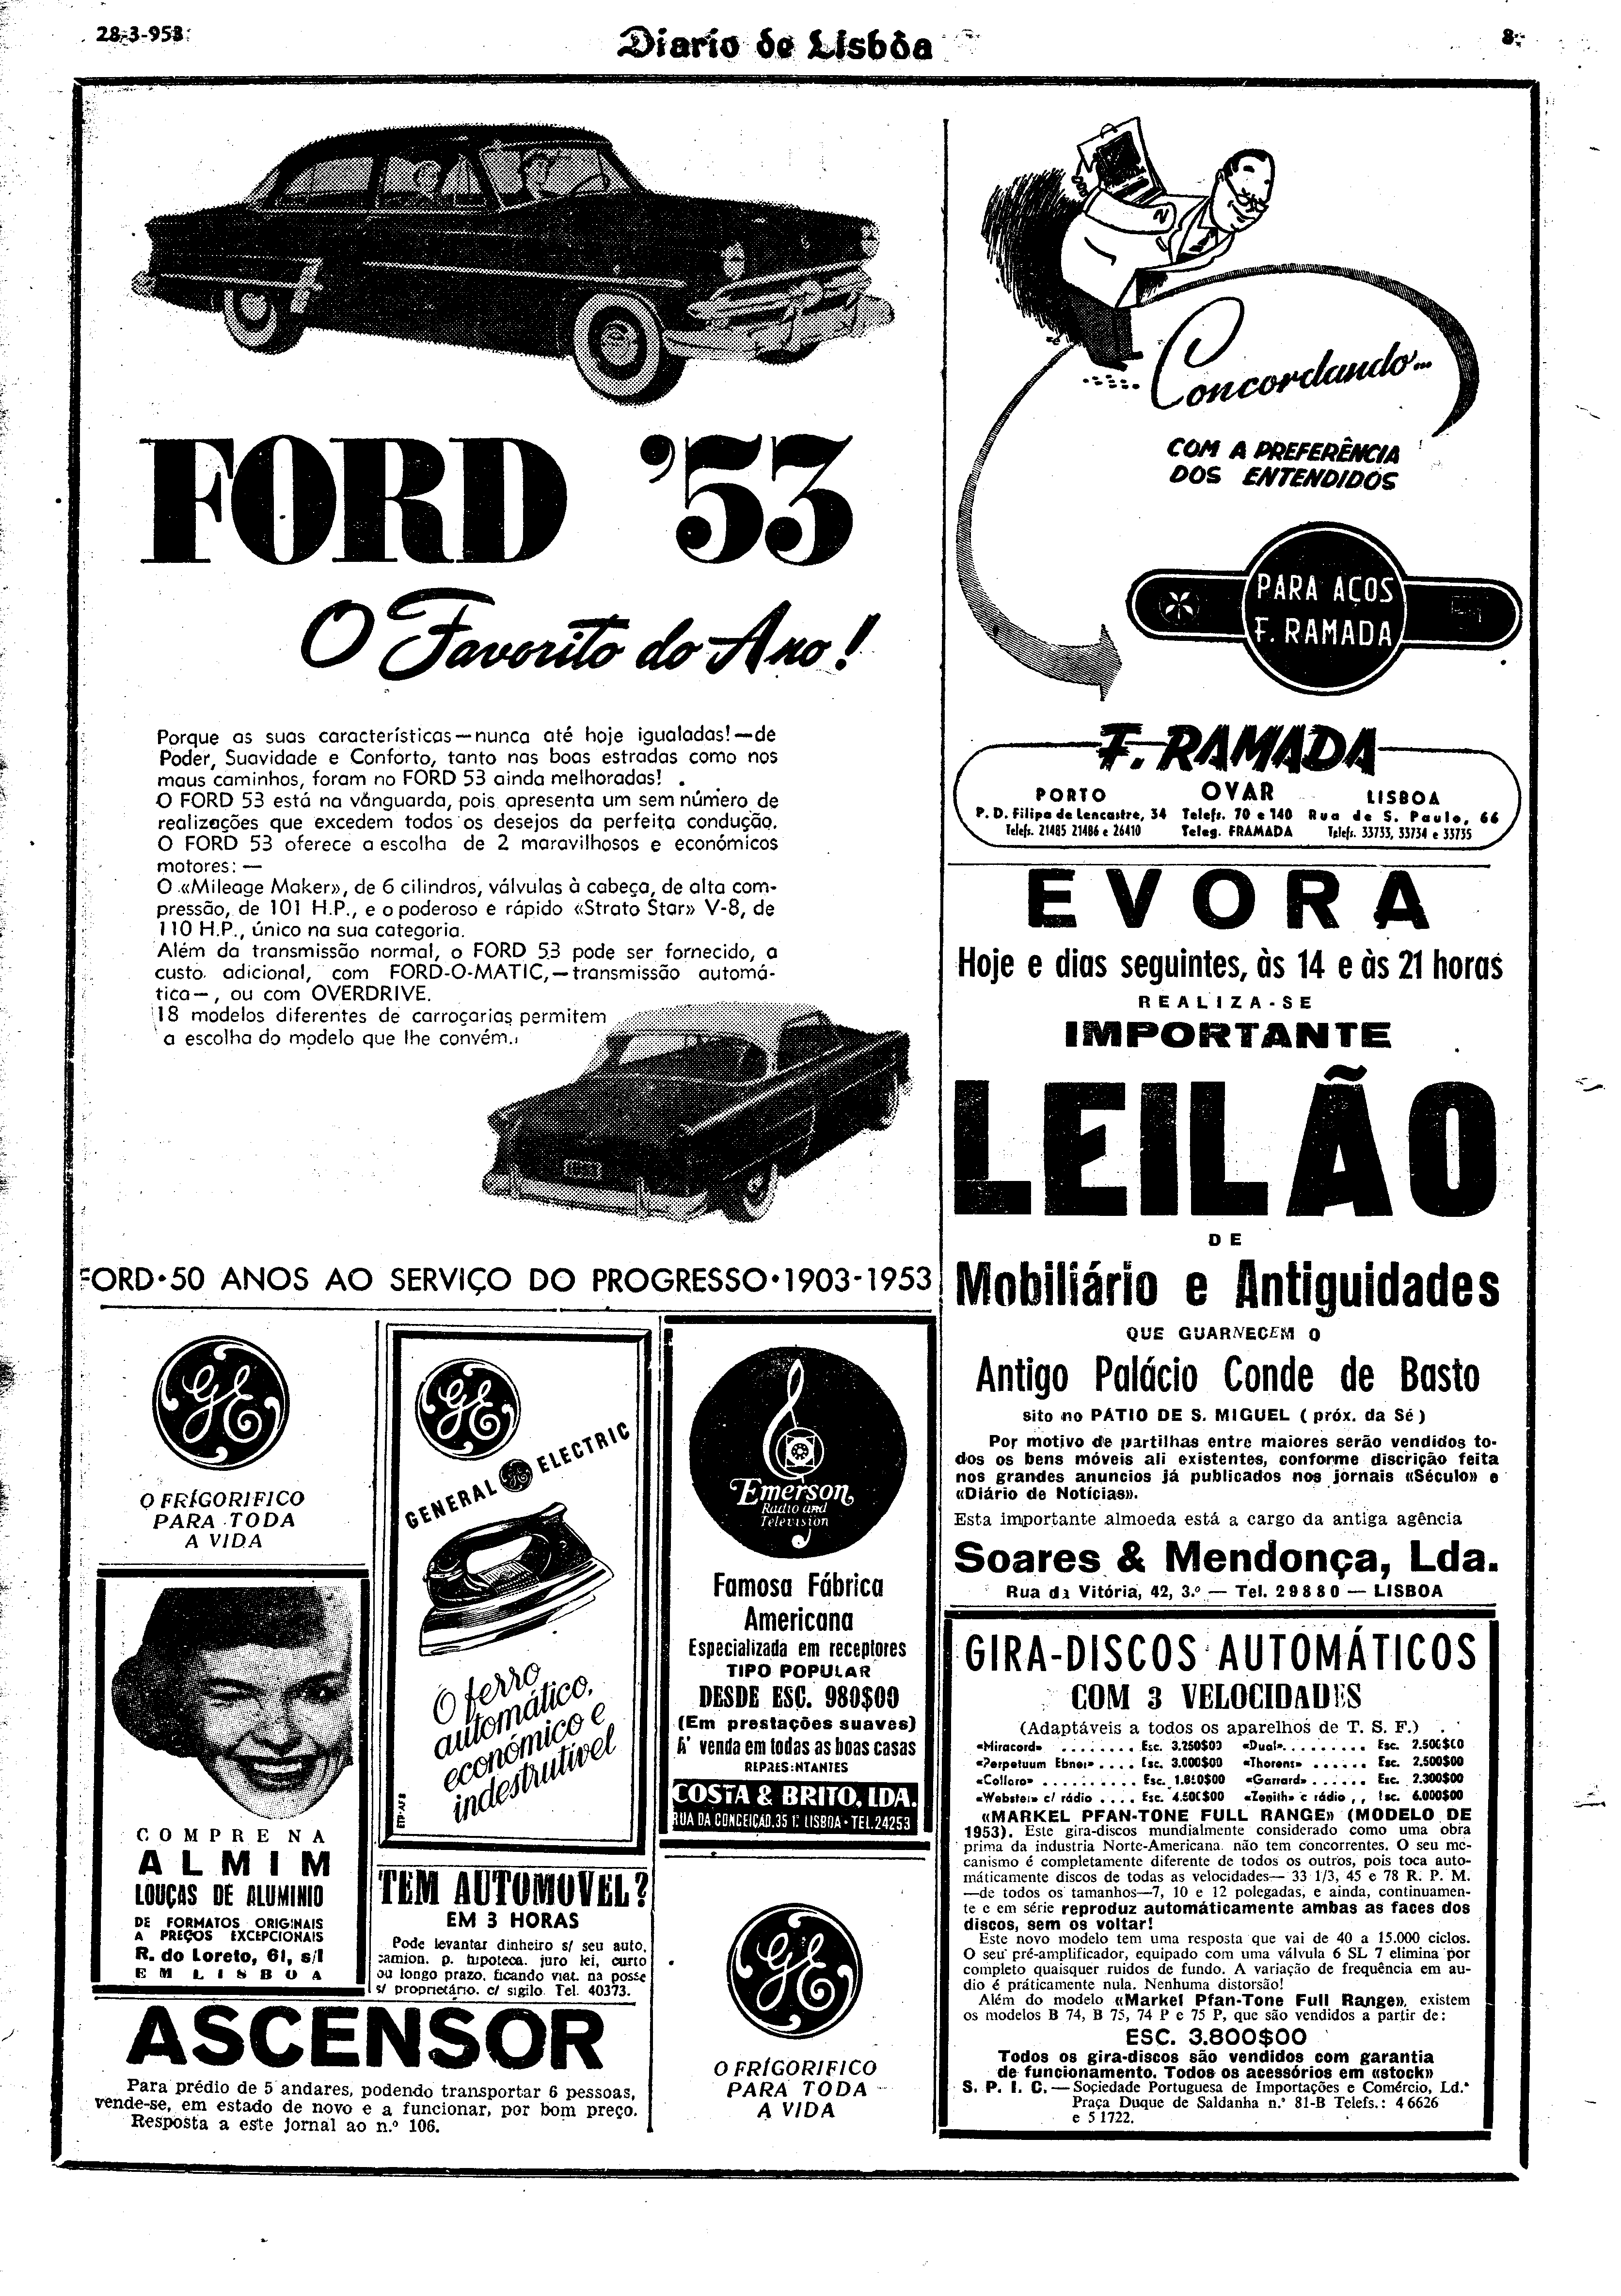 28-3-953
Diario de Lisbôa
8
FORD '53
O Favorito do Ano!
Porque as suas características—nunca até hoje igualadas!—de
Poder, Suavidade e Conforto, tanto nas boas estradas como nos
maus caminhos, foram no FORD 53 ainda melhoradas!
O FORD 53 está na vânguarda, pois apresenta um sem número de
realizações que excedem todos os desejos da perfeita condução.
O FORD 53 oferece a escolha de 2 maravilhosos e económicos
motores: —
O «Mileage Maker», de 6 cilindros, válvulas à cabeça, de alta com-
pressão, de 101 H.P., e o poderoso e rápido «Strato Star» V-8, de
110 H.P., único na sua categoria.
Além da transmissão normal, o FORD 53 pode ser fornecido, a
custo adicional, com FORD-O-MATIC,—transmissão automá-
tica—, ou com OVERDRIVE.
18 modelos diferentes de carroçarias permitem
a escolha do modelo que lhe convém.
FORD•50 ANOS AO SERVIÇO DO PROGRESSO•1903-1953
Concordando...
COM A PREFERÊNCIA
DOS ENTENDIDOS
PARA AÇOS
F. RAMADA
F. RAMADA
PORTO OVAR LISBOA
P. D. Filipa de Lencastre, 34 Telefs. 70 e 140 Rua de S. Paulo, 66
Telefs. 21485 21486 e 26410 Teleg. FRAMADA Telefs. 33733, 33734 e 33735
EVORA
Hoje e dias seguintes, às 14 e às 21 horas
REALIZA-SE
IMPORTANTE
LEILÃO
DE
Mobiliário e Antiguidades
QUE GUARNECEM O
Antigo Palácio Conde de Basto
sito no PÁTIO DE S. MIGUEL ( próx. da Sé )
Por motivo de partilhas entre maiores serão vendidos to-
dos os bens móveis ali existentes, conforme discrição feita
nos grandes anuncios já publicados nos jornais «Século» e
«Diário de Notícias».
Esta importante almoeda está a cargo da antiga agência
Soares & Mendonça, Lda.
Rua da Vitória, 42, 3.º — Tel. 29880 — LISBOA
GE
O FRÍGORIFICO
PARA TODA
A VIDA
COMPRE NA
ALMIM
LOUÇAS DE ALUMINIO
DE FORMATOS ORIGINAIS
A PREÇOS EXCEPCIONAIS
R. do Loreto, 61, s/l
EM LISBOA
GE
GENERAL GE ELECTRIC
O ferro
automático,
económico e
indestrutível
Emerson
Radio and
Television
Famosa Fábrica
Americana
Especializada em receptores
TIPO POPULAR
DESDE ESC. 980$00
(Em prestações suaves)
A' venda em todas as boas casas
REPRESENTANTES
COSTA & BRITO, LDA.
RUA DA CONCEIÇAO, 35 1.º LISBOA • TEL. 24253
TEM AUTOMOVEL?
EM 3 HORAS
Pode levantar dinheiro s/ seu auto,
camion. p. hipoteca. juro lei, curto
ou longo prazo, ficando viat. na posse
s/ proprietário. c/ sigilo. Tel. 40373.
ASCENSOR
Para prédio de 5 andares, podendo transportar 6 pessoas,
vende-se, em estado de novo e a funcionar, por bom preço.
Resposta a este jornal ao n.º 106.
GE
O FRÍGORIFICO
PARA TODA
A VIDA
GIRA-DISCOS AUTOMÁTICOS
COM 3 VELOCIDADES
(Adaptáveis a todos os aparelhos de T. S. F.)
«Miracord» ........ Esc. 3.250$00 «Dual» ......... Esc. 2.500$00
«Perpetuum Ebner» .... Esc. 3.000$00 «Thorens» ...... Esc. 2.500$00
«Collaro» .......... Esc. 1.850$00 «Garrard» ...... Esc. 2.300$00
«Webster» c/ rádio .... Esc. 4.500$00 «Zenith» c rádio , , Esc. 6.000$00
«MARKEL PFAN-TONE FULL RANGE» (MODELO DE
1953). Este gira-discos mundialmente considerado como uma obra
prima da industria Norte-Americana não tem concorrentes. O seu me-
canismo é completamente diferente de todos os outros, pois toca auto-
máticamente discos de todas as velocidades— 33 1/3, 45 e 78 R. P. M.
—de todos os tamanhos—7, 10 e 12 polegadas, e ainda, continuamen-
te e em série reproduz automáticamente ambas as faces dos
discos, sem os voltar!
Este novo modelo tem uma resposta que vai de 40 a 15.000 ciclos.
O seu pré-amplificador, equipado com uma válvula 6 SL 7 elimina por
completo quaisquer ruidos de fundo. A variação de frequência em au-
dio é práticamente nula. Nenhuma distorsão!
Além do modelo «Markel Pfan-Tone Full Range», existem
os modelos B 74, B 75, 74 P e 75 P, que são vendidos a partir de:
ESC. 3.800$00
Todos os gira-discos são vendidos com garantia
de funcionamento. Todos os acessórios em «stock»
S. P. I. C.— Sociedade Portuguesa de Importações e Comércio, Ld.ª
Praça Duque de Saldanha n.º 81-B Telefs.: 4 6626
e 5 1722.